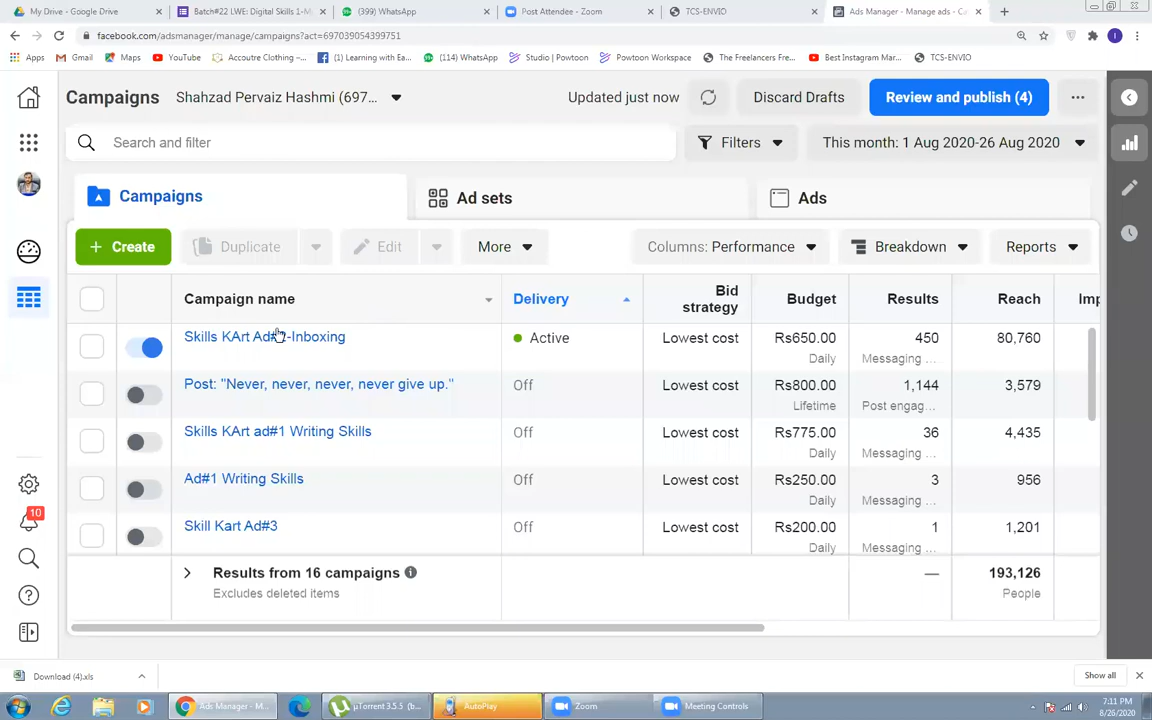 My Drive - Google Drive
Batch#22 LWE: Digital Skills 1-M
(399) WhatsApp
Post Attendee - Zoom
TCS-ENVIO
Ads Manager - Manage ads - Ca
facebook.com/adsmanager/manage/campaigns?act=697039054399751
Apps
Gmail
Maps
YouTube
Accoutre Clothing –...
(1) Learning with Ea...
(114) WhatsApp
Studio | Powtoon
Powtoon Workspace
The Freelancers Fre...
Best Instagram Mar...
TCS-ENVIO
Campaigns
Shahzad Pervaiz Hashmi (697...
Updated just now
Discard Drafts
Review and publish (4)
Search and filter
Filters
This month: 1 Aug 2020-26 Aug 2020
Campaigns
Ad sets
Ads
+ Create
Duplicate
Edit
More
Columns: Performance
Breakdown
Reports
Campaign name
Delivery
Bid strategy
Budget
Results
Reach
Imp
Skills KArt Ad -Inboxing
Active
Lowest cost
Rs650.00
Daily
450
Messaging ...
80,760
Post: "Never, never, never, never give up."
Off
Lowest cost
Rs800.00
Lifetime
1,144
Post engag...
3,579
Skills KArt ad#1 Writing Skills
Off
Lowest cost
Rs775.00
Daily
36
Messaging ...
4,435
Ad#1 Writing Skills
Off
Lowest cost
Rs250.00
Daily
3
Messaging ...
956
Skill Kart Ad#3
Off
Lowest cost
Rs200.00
Daily
1
Messaging ...
1,201
Results from 16 campaigns
Excludes deleted items
—
193,126
People
10
Download (4).xls
Show all
Ads Manager - M...
µTorrent 3.5.5 (b...
AutoPlay
Zoom
Meeting Controls
7:11 PM
8/26/2020